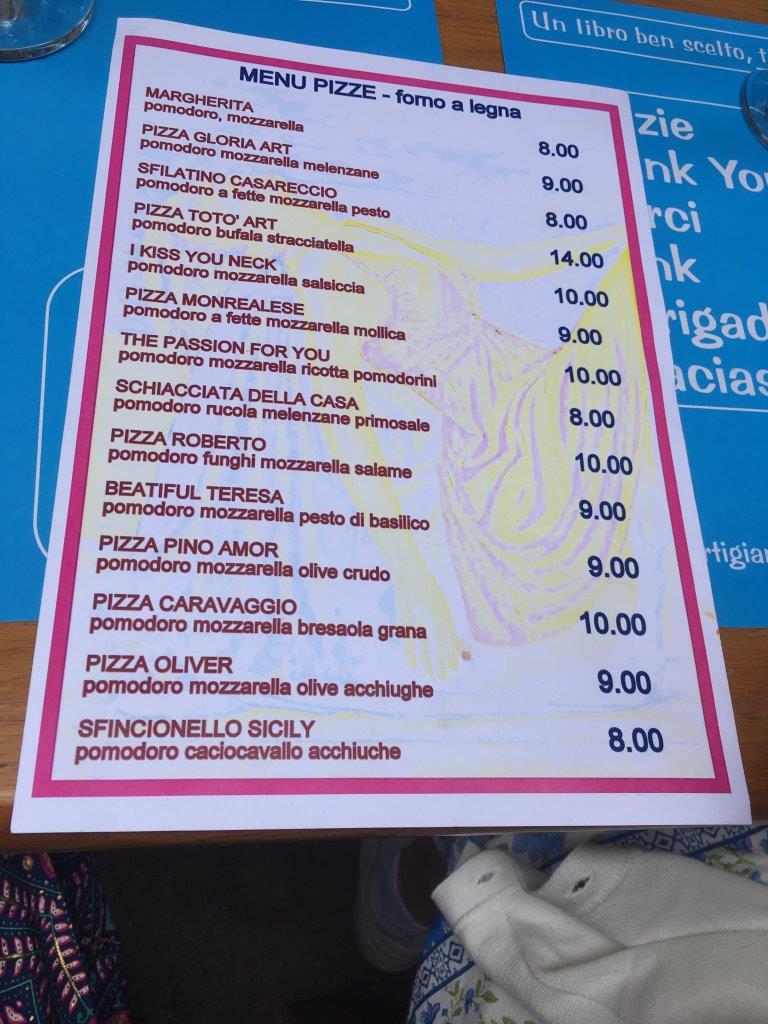 Un libro ben scelto,
MENU PIZZE - forno a legna
MARGHERITA
pomodoro, mozzarella 8.00
PIZZA GLORIA ART
pomodoro mozzarella melenzane 9.00
SFILATINO CASARECCIO
pomodoro a fette mozzarella pesto 8.00
PIZZA TOTO' ART
pomodoro bufala stracciatella 14.00
I KISS YOU NECK
pomodoro mozzarella salsiccia 10.00
PIZZA MONREALESE
pomodoro a fette mozzarella mollica 9.00
THE PASSION FOR YOU
pomodoro mozzarella ricotta pomodorini 10.00
SCHIACCIATA DELLA CASA
pomodoro rucola melenzane primosale 8.00
PIZZA ROBERTO
pomodoro funghi mozzarella salame 10.00
BEATIFUL TERESA
pomodoro mozzarella pesto di basilico 9.00
PIZZA PINO AMOR
pomodoro mozzarella olive crudo 9.00
PIZZA CARAVAGGIO
pomodoro mozzarella bresaola grana 10.00
PIZZA OLIVER
pomodoro mozzarella olive acchiughe 9.00
SFINCIONELLO SICILY
pomodoro caciocavallo acchiuche 8.00
zie
nk You
rci
nk
rigad
acias
rtigian